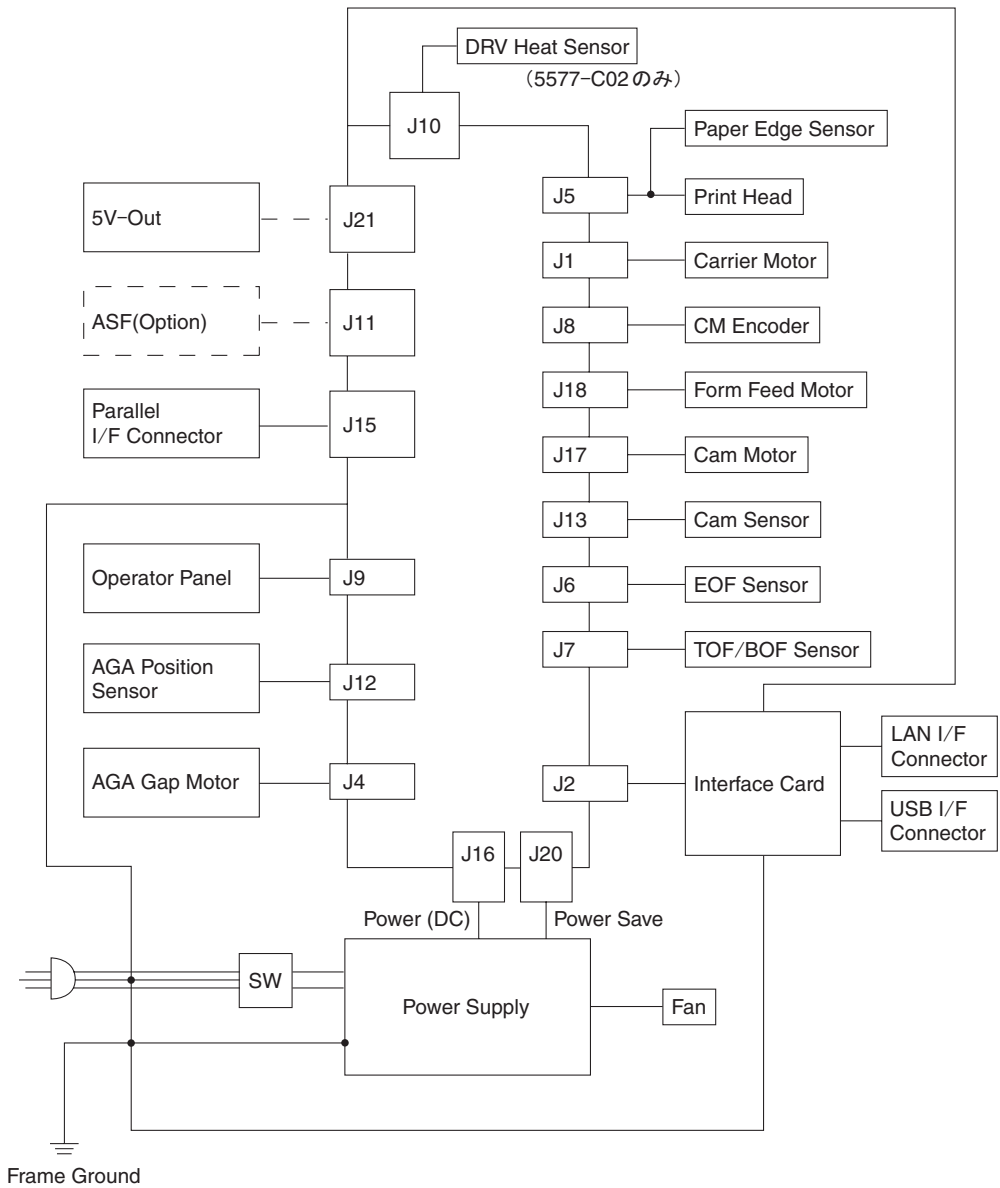 DRV Heat Sensor
（5577−C02のみ）
J10
Paper Edge Sensor
J5
Print Head
5V−Out
J21
J1
Carrier Motor
ASF(Option)
J11
J8
CM Encoder
J18
Form Feed Motor
Parallel
I/F Connector
J15
J17
Cam Motor
J13
Cam Sensor
Operator Panel
J9
J6
EOF Sensor
J7
TOF/BOF Sensor
AGA Position
Sensor
J12
AGA Gap Motor
J4
J2
Interface Card
LAN I/F
Connector
USB I/F
Connector
J16
J20
Power (DC)
Power Save
SW
Power Supply
Fan
Frame Ground